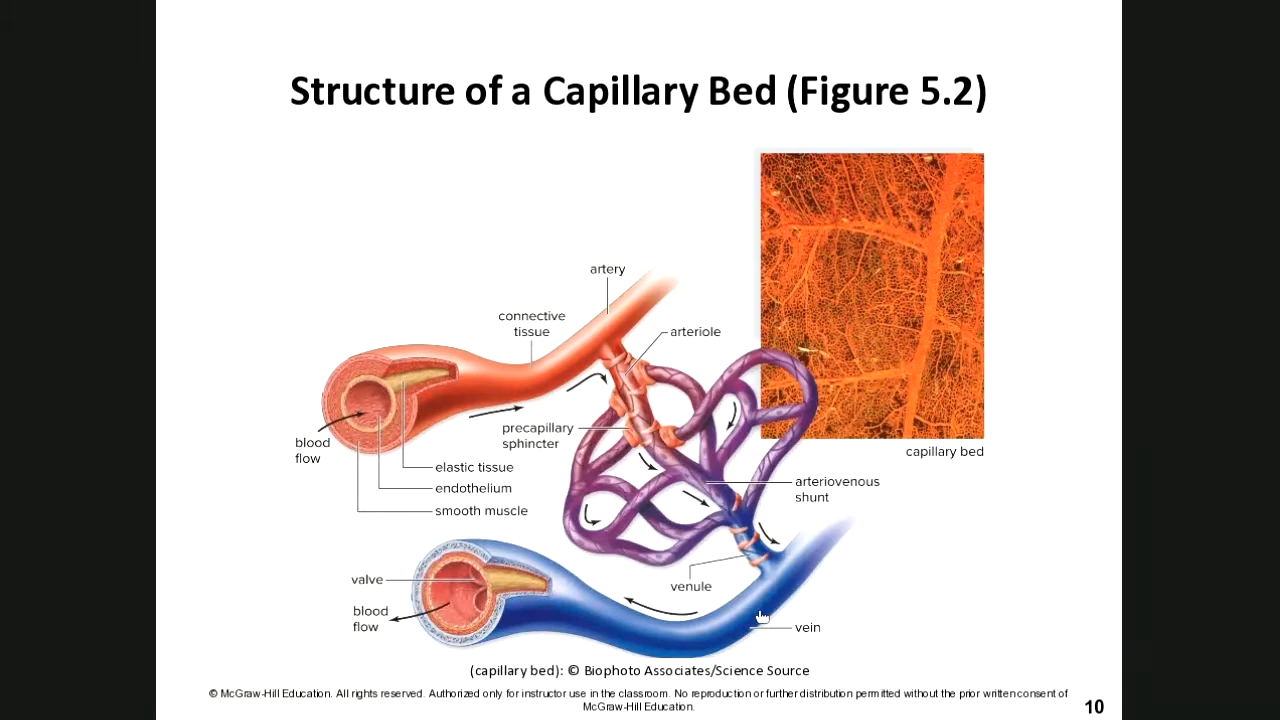 Structure of a Capillary Bed (Figure 5.2)
artery
connective
tissue
arteriole
blood
flow
precapillary
sphincter
capillary bed
elastic tissue
endothelium
smooth muscle
arteriovenous
shunt
valve
blood
flow
venule
vein
(capillary bed): © Biophoto Associates/Science Source
© McGraw-Hill Education. All rights reserved. Authorized only for instructor use in the classroom. No reproduction or further distribution permitted without the prior written consent of
McGraw-Hill Education.
10